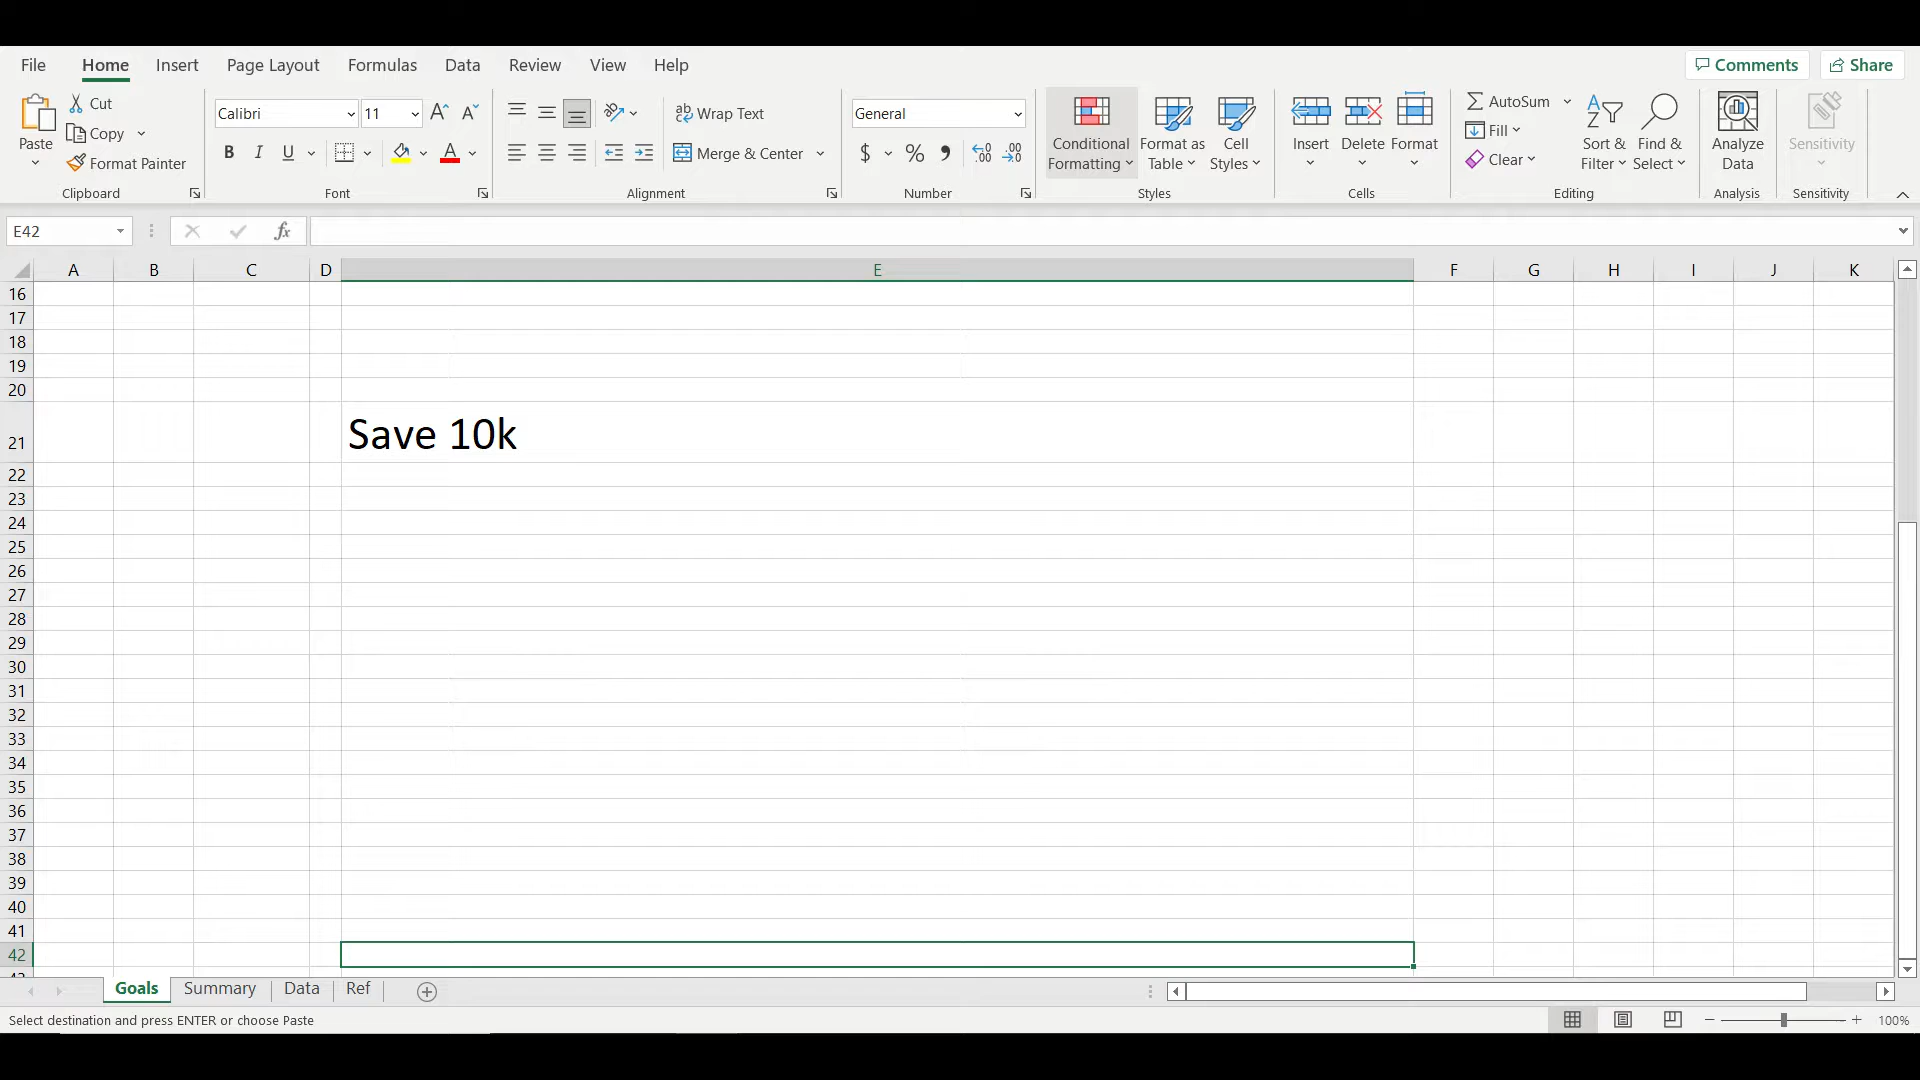 File Home Insert Page Layout Formulas Data Review View Help Comments Share
Cut
Copy
Format Painter
Paste
Clipboard
Calibri 11
B I U
Font
Wrap Text
Merge & Center
Alignment
General
$ % 9 .00 .00
Number
Conditional Formatting
Format as Table
Cell Styles
Styles
Insert Delete Format
Cells
AutoSum
Fill
Clear
Sort & Filter
Find & Select
Editing
Analyze Data
Analysis
Sensitivity
Sensitivity
E42 fx
A B C D E F G H I J K
16
17
18
19
20
21 Save 10k
22
23
24
25
26
27
28
29
30
31
32
33
34
35
36
37
38
39
40
41
42
Goals Summary Data Ref
Select destination and press ENTER or choose Paste 100%